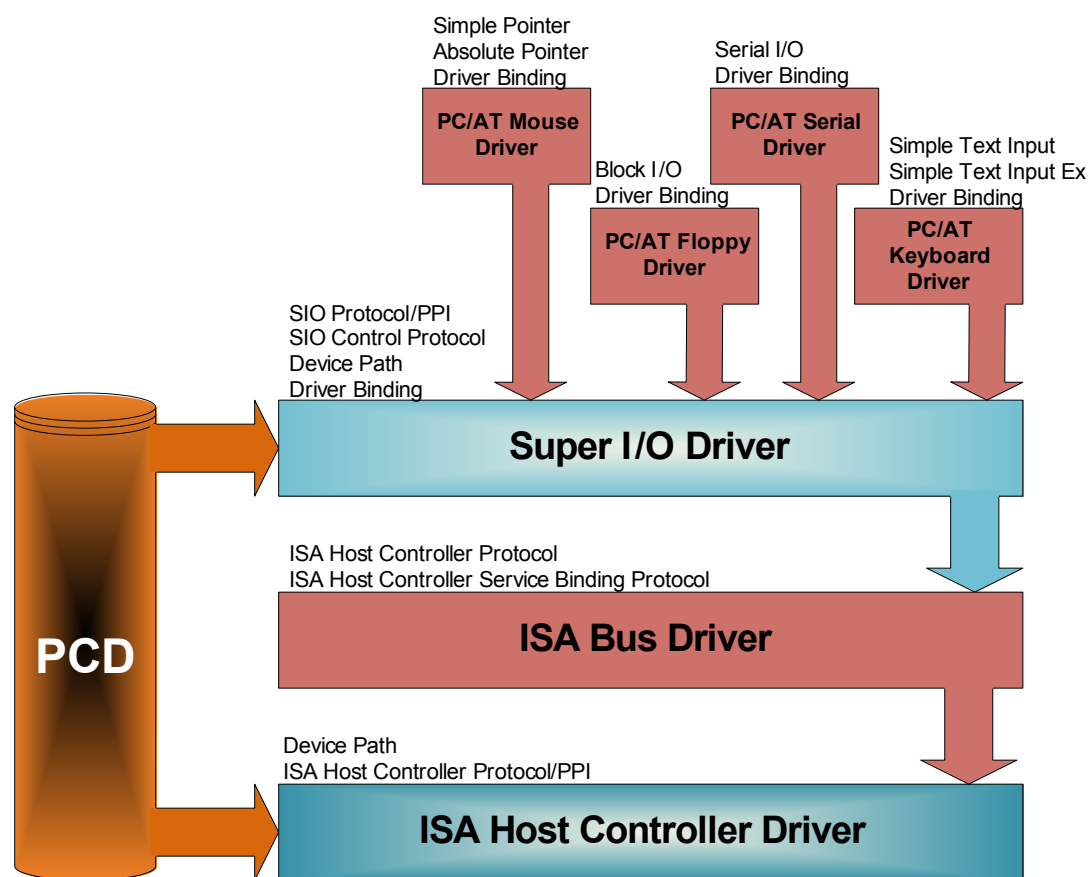 Simple Pointer
Absolute Pointer
Driver Binding
PC/AT Mouse
Driver
Serial I/O
Driver Binding
PC/AT Serial
Driver
Block I/O
Driver Binding
PC/AT Floppy
Driver
Simple Text Input
Simple Text Input Ex
Driver Binding
PC/AT
Keyboard
Driver
SIO Protocol/PPI
SIO Control Protocol
Device Path
Driver Binding
Super I/O Driver
ISA Host Controller Protocol
ISA Host Controller Service Binding Protocol
ISA Bus Driver
PCD
Device Path
ISA Host Controller Protocol/PPI
ISA Host Controller Driver